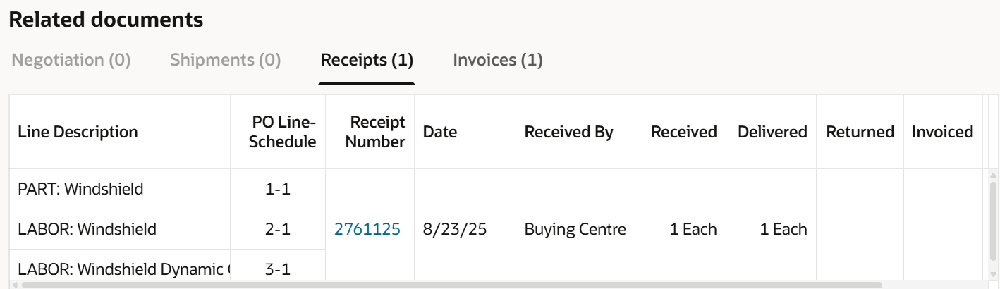 Related documents
Negotiation (0) Shipments (0) Receipts (1) Invoices (1)
Line Description PO Line-Schedule Receipt Number Date Received By Received Delivered Returned Invoiced
PART: Windshield 1-1
LABOR: Windshield 2-1 2761125 8/23/25 Buying Centre 1 Each 1 Each
LABOR: Windshield Dynamic 3-1